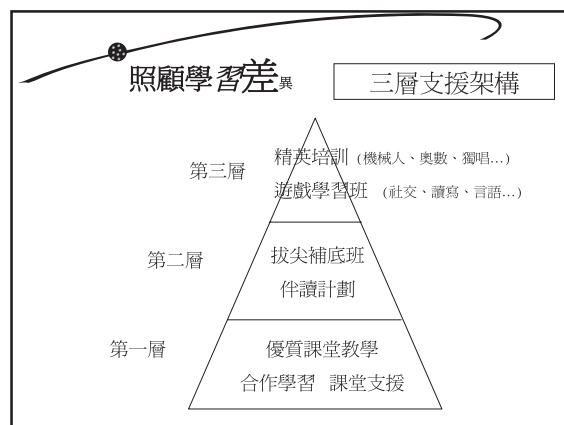 照顧學習差異
三層支援架構
第三層
精英培訓 (機械人、奧數、獨唱...)
遊戲學習班 (社交、讀寫、言語...)
第二層
拔尖補底班
伴讀計劃
第一層
優質課堂教學
合作學習 課堂支援